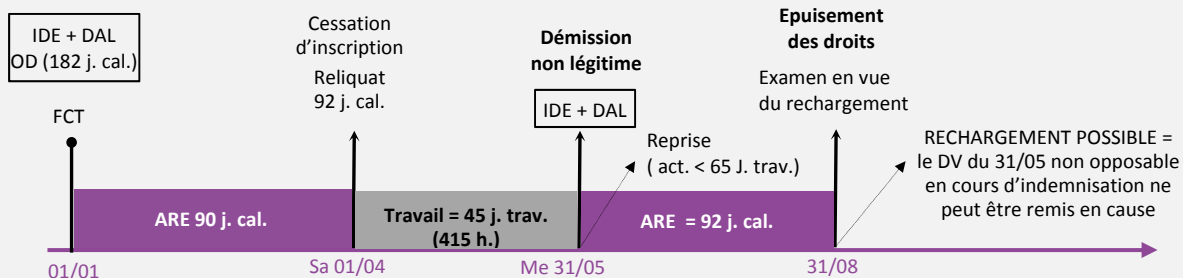 IDE + DAL
OD (182 j. cal.)
FCT
Cessation
d'inscription
Reliquat
92 j. cal.
Démission
non légitime
IDE + DAL
Reprise
( act. < 65 J. trav.)
Epuisement
des droits
Examen en vue
du rechargement
RECHARGEMENT POSSIBLE =
le DV du 31/05 non opposable
en cours d'indemnisation ne
peut être remis en cause
ARE 90 j. cal.
Travail = 45 j. trav.
(415 h.)
ARE = 92 j. cal.
01/01
Sa 01/04
Me 31/05
31/08